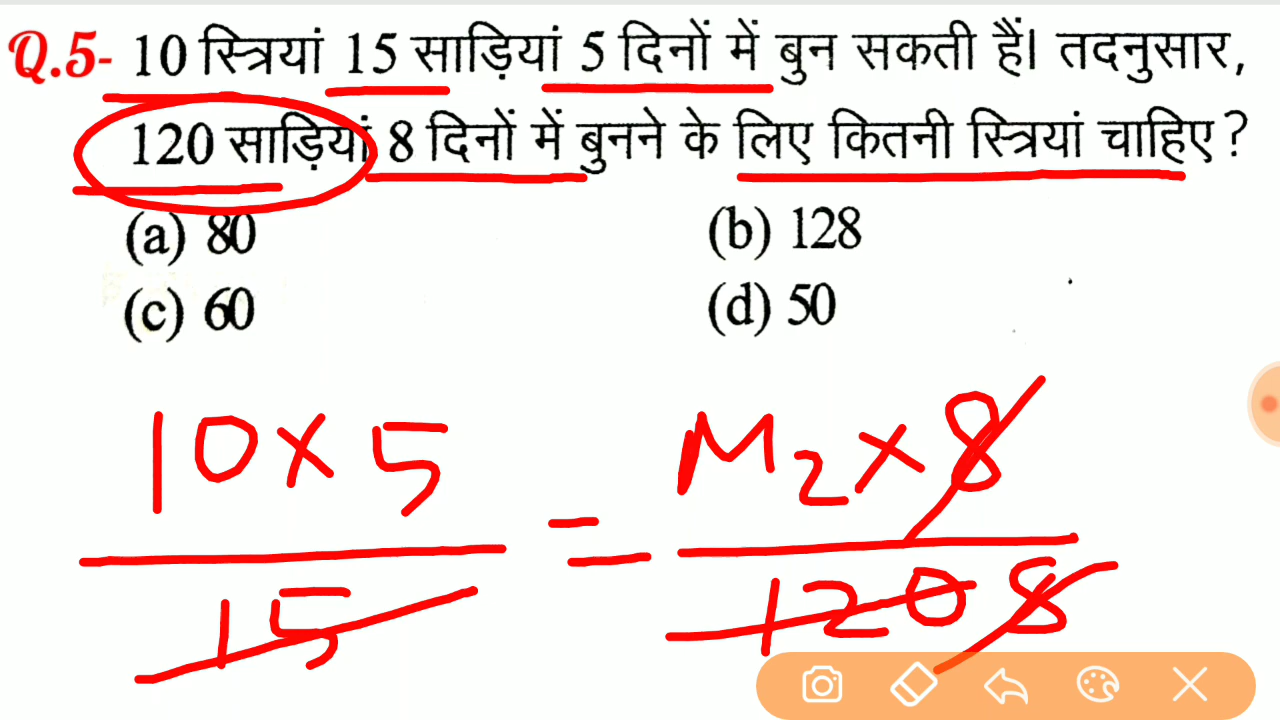 Q.5- 10 स्त्रियां 15 साड़ियां 5 दिनों में बुन सकती हैं। तदनुसार,
120 साड़ियां 8 दिनों में बुनने के लिए कितनी स्त्रियां चाहिए ?
(a) 80 (b) 128
(c) 60 (d) 50
10 × 5 = M2 × 8
15 120 8